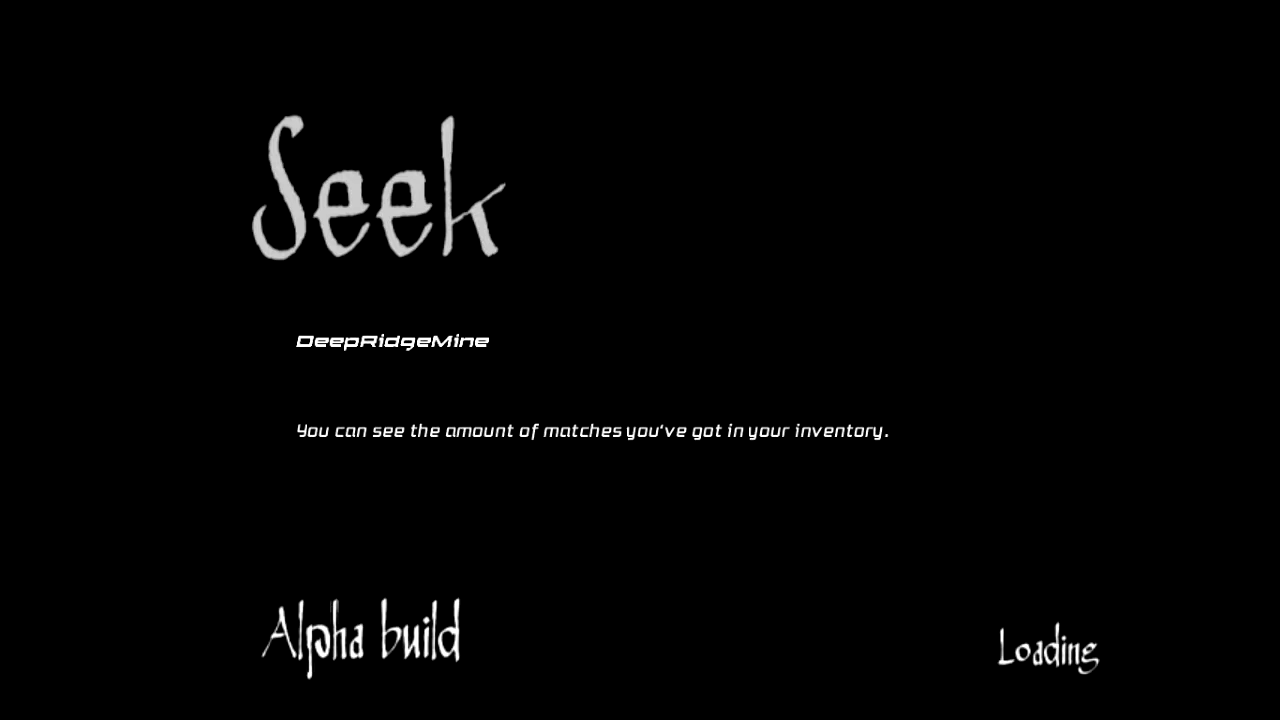 Seek
DeepRidgeMine
You can see the amount of matches you've got in your inventory.
Alpha build
Loading